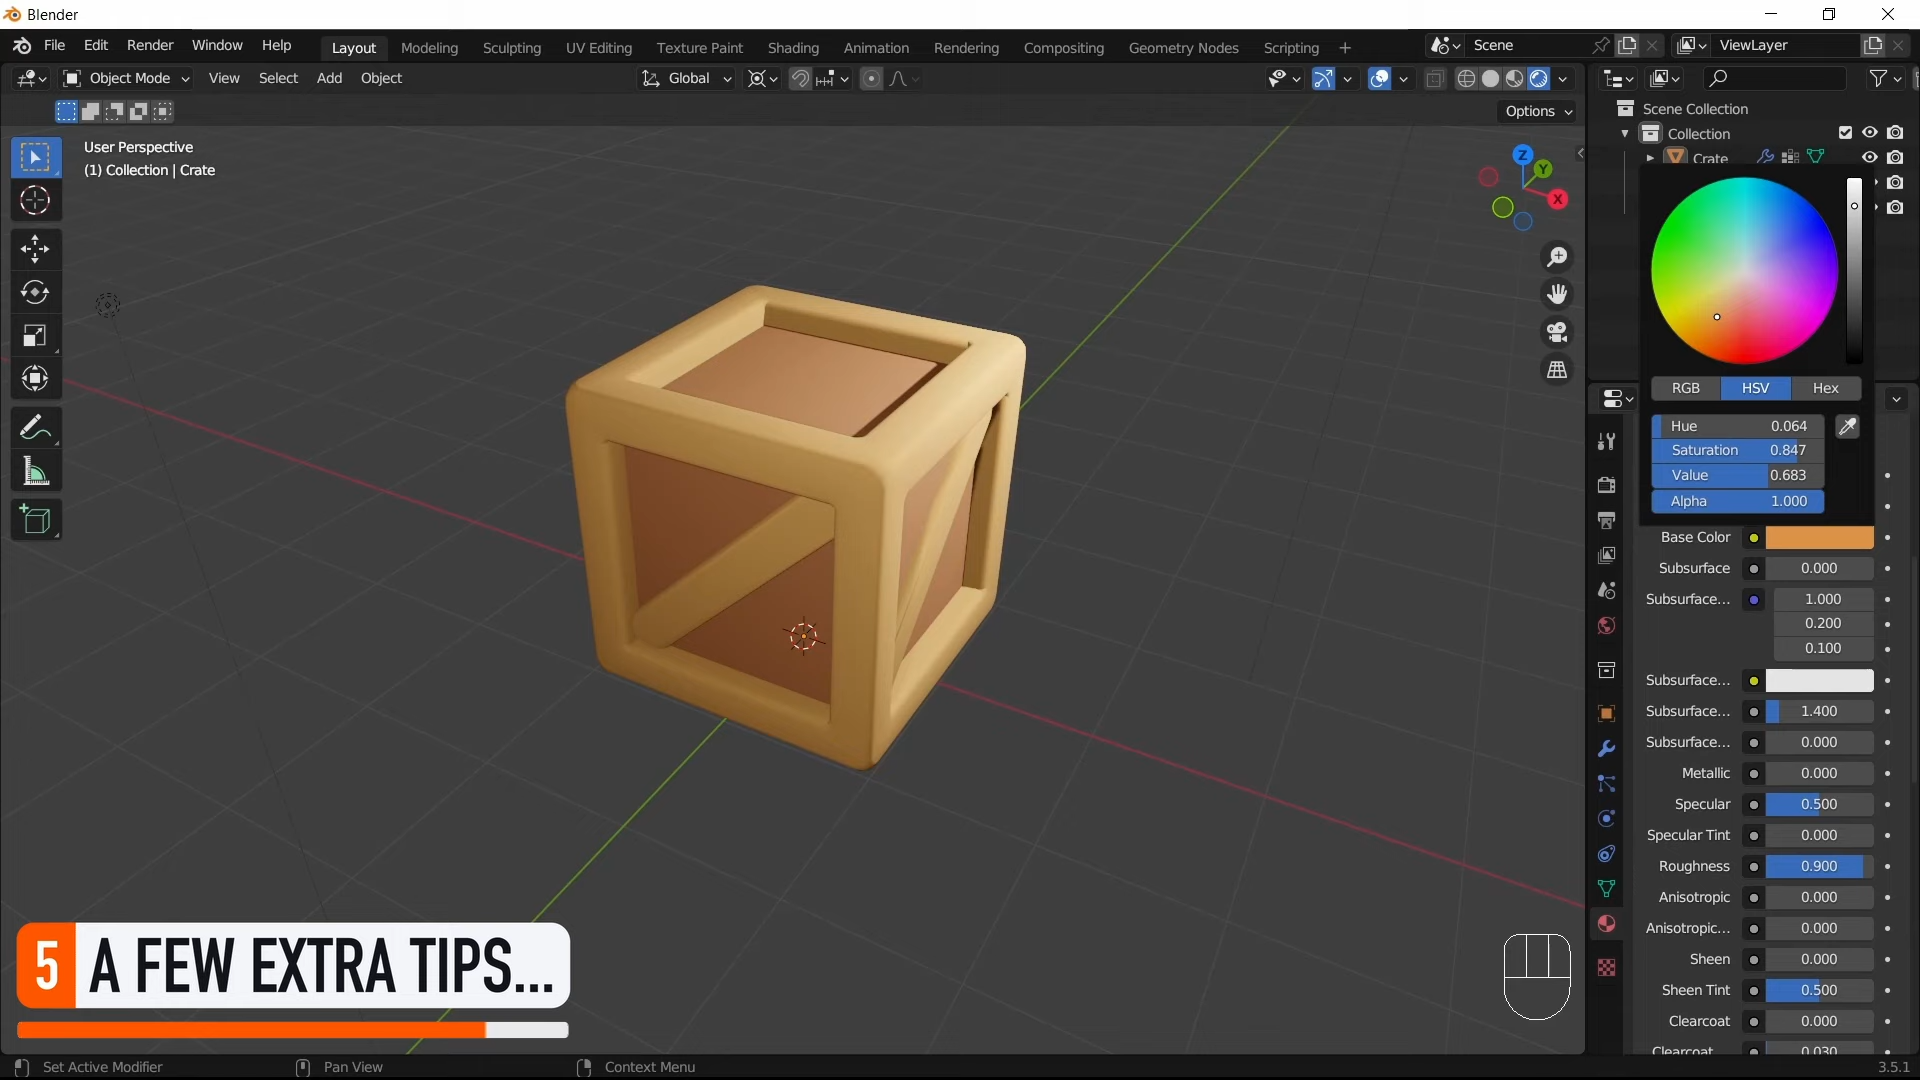 Blender
File Edit Render Window Help
Layout Modeling Sculpting UV Editing Texture Paint Shading Animation Rendering Compositing Geometry Nodes Scripting +
Scene
ViewLayer
Object Mode View Select Add Object
Global
Options
User Perspective
(1) Collection | Crate
Z
Y
X
Scene Collection
Collection
Crate
RGB HSV Hex
Hue 0.064
Saturation 0.847
Value 0.683
Alpha 1.000
Base Color
Subsurface 0.000
Subsurface... 1.000
0.200
0.100
Subsurface...
Subsurface... 1.400
Subsurface... 0.000
Metallic 0.000
Specular 0.500
Specular Tint 0.000
Roughness 0.900
Anisotropic 0.000
Anisotropic... 0.000
Sheen 0.000
Sheen Tint 0.500
Clearcoat 0.000
Clearcoat... 0.030
5 A FEW EXTRA TIPS...
Set Active Modifier
Pan View
Context Menu
3.5.1